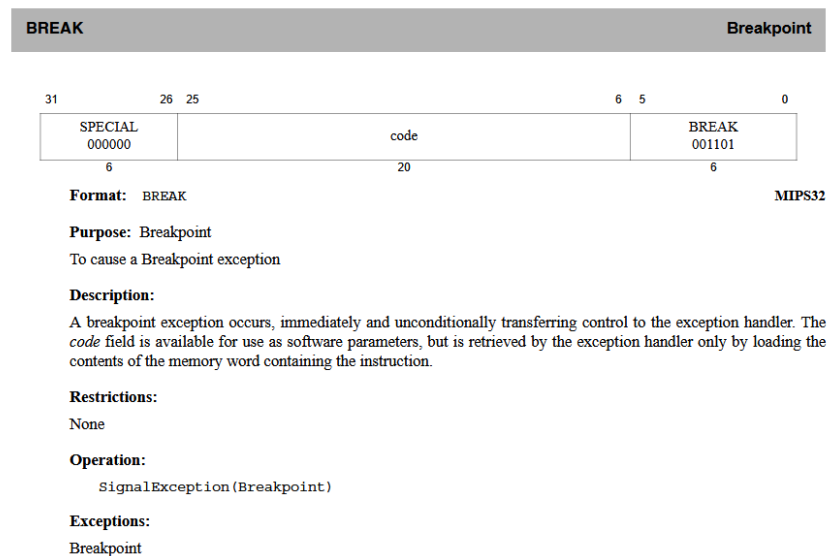 BREAK Breakpoint
31 26 25 6 5 0
SPECIAL code BREAK
000000 001101
6 20 6
Format: BREAK MIPS32
Purpose: Breakpoint
To cause a Breakpoint exception
Description:
A breakpoint exception occurs, immediately and unconditionally transferring control to the exception handler. The
code field is available for use as software parameters, but is retrieved by the exception handler only by loading the
contents of the memory word containing the instruction.
Restrictions:
None
Operation:
SignalException(Breakpoint)
Exceptions:
Breakpoint